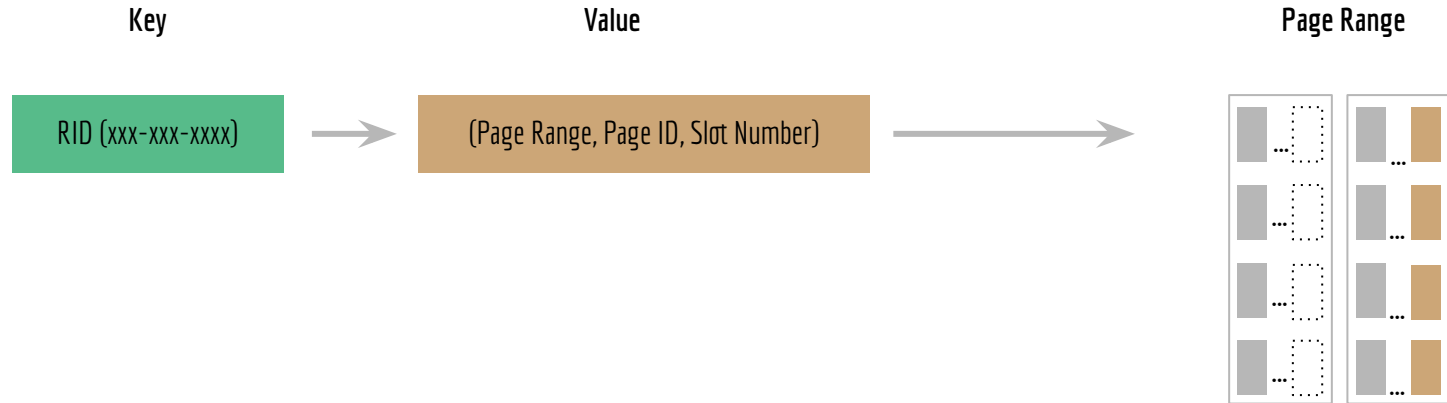 Key
Value
Page Range
RID (xxx-xxx-xxxx)
(Page Range, Page ID, Slot Number)
... ...
... ...
... ...
... ...